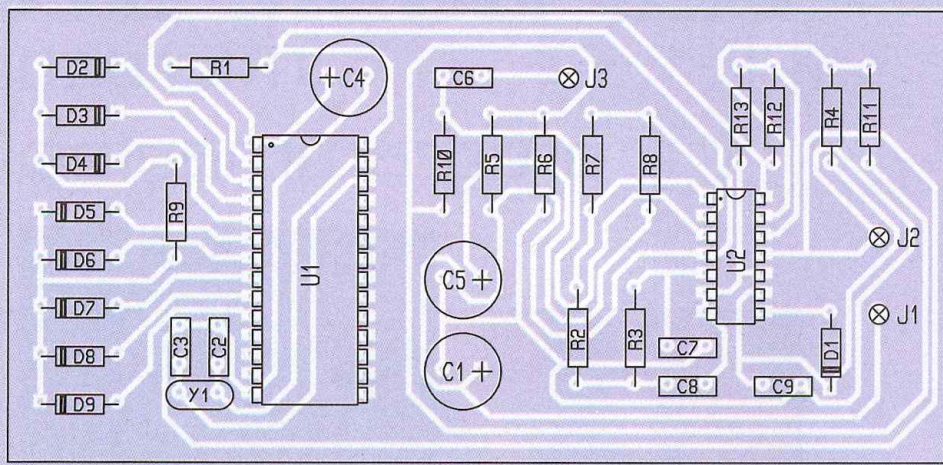 D2
R1
C4
C6
J3
D3
D4
R9
D5
D6
D7
D8
D9
C3
C2
Y1
U1
R10
R5
R6
R7
R8
R13
R12
R4
R11
C5
C1
R2
R3
U2
J2
J1
C7
C8
C9
D1